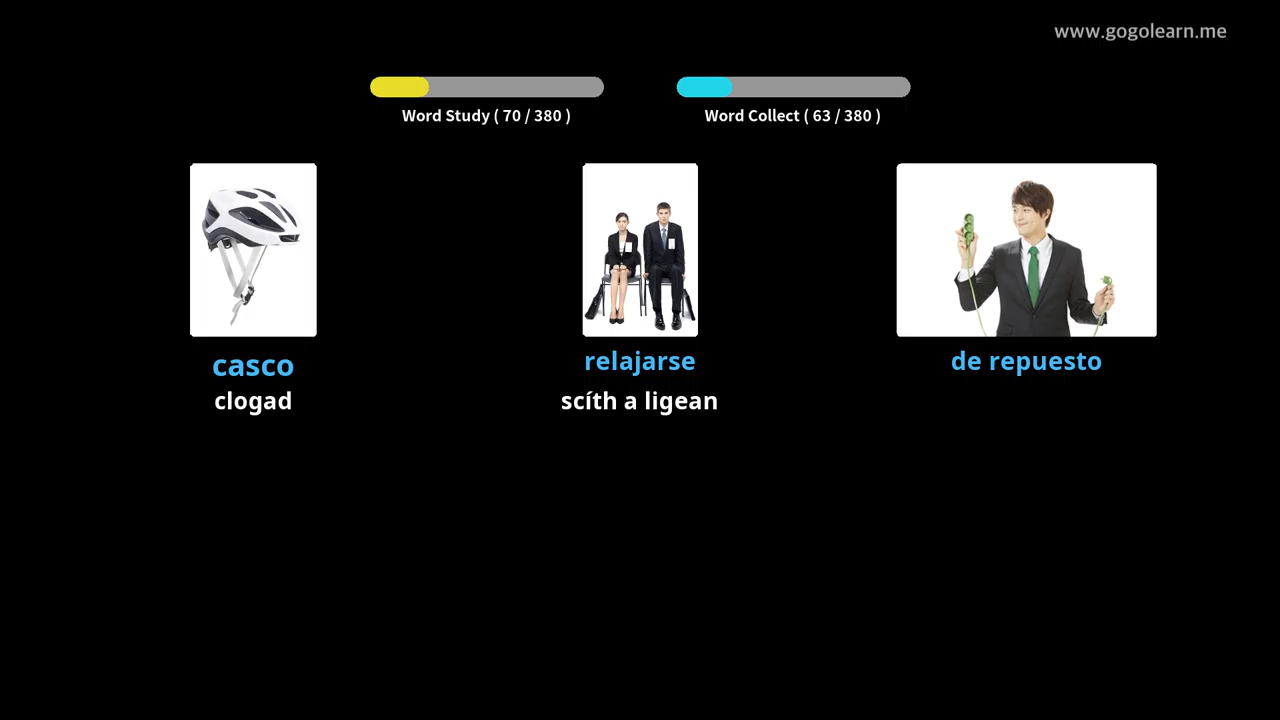 www.gogolearn.me
Word Study ( 70 / 380 )
Word Collect ( 63 / 380 )
casco
clogad
relajarse
scíth a ligean
de repuesto